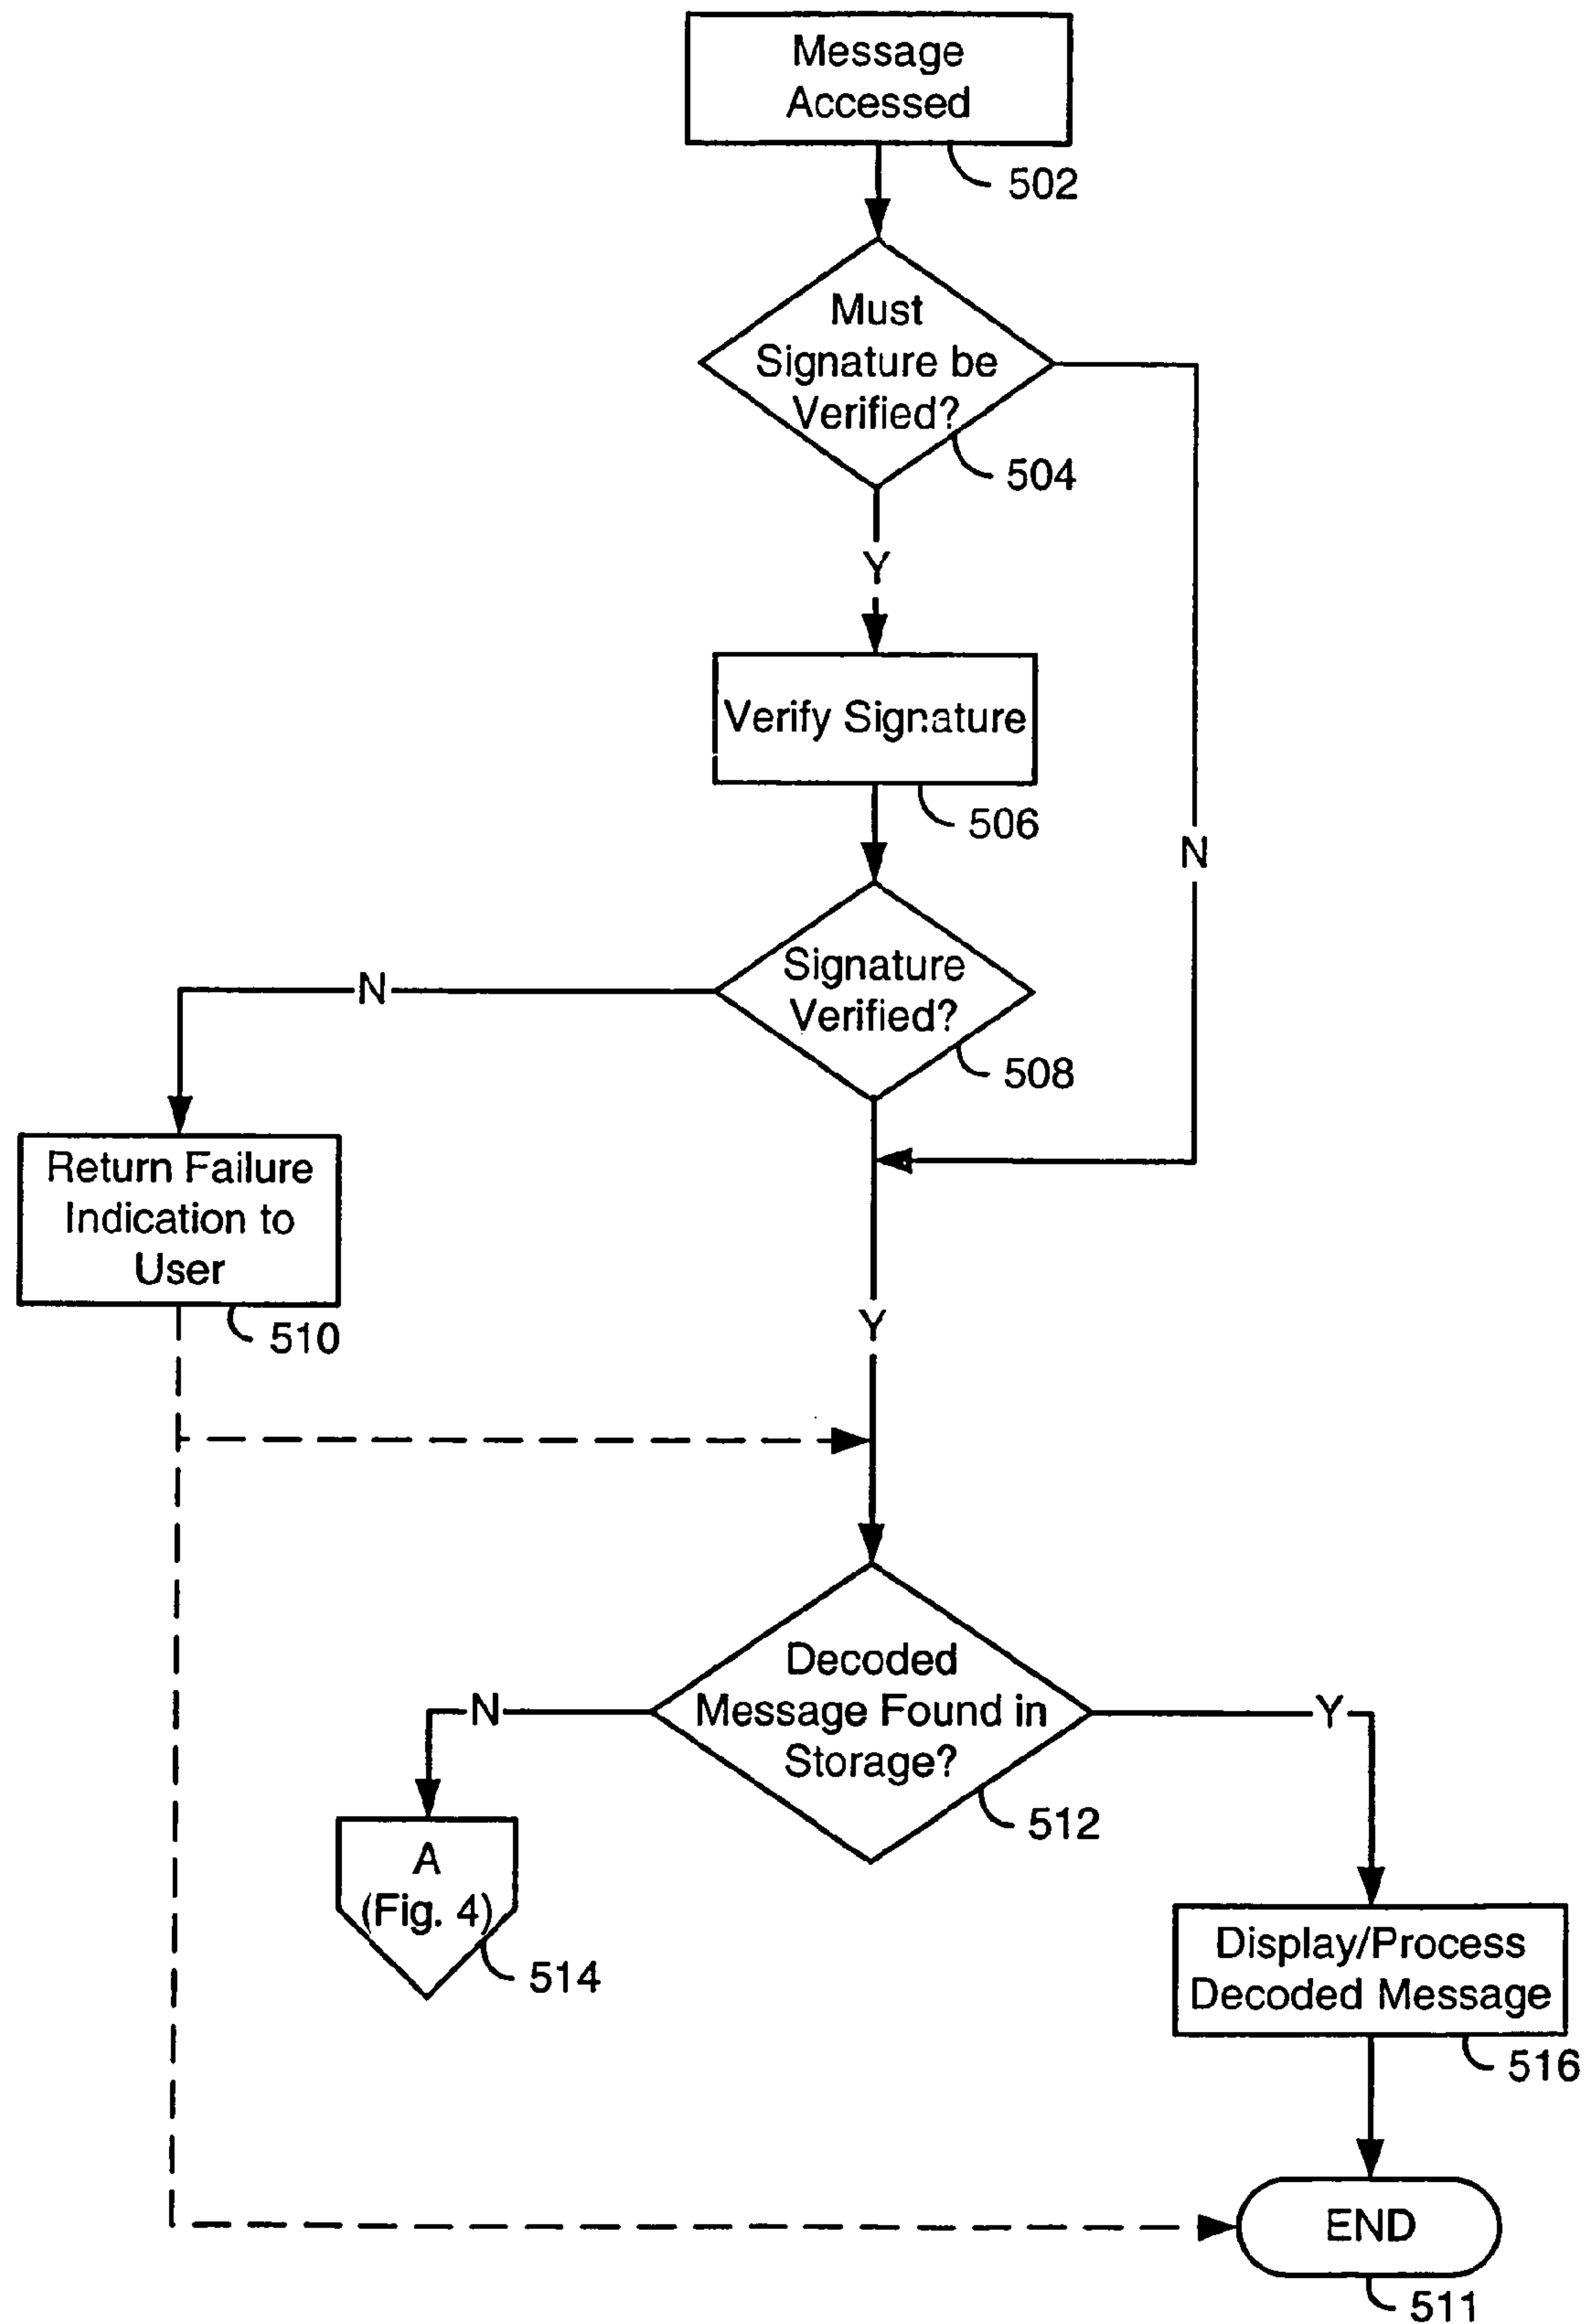 Message
Accessed
502
Must
Signature be
Verified?
504
Y
Verify Signature
506
N
Signature
Verified?
N
508
Return Failure
Indication to
User
510
Y
Decoded
Message Found in
Storage?
N
Y
512
A
(Fig. 4)
514
Display/Process
Decoded Message
516
END
511